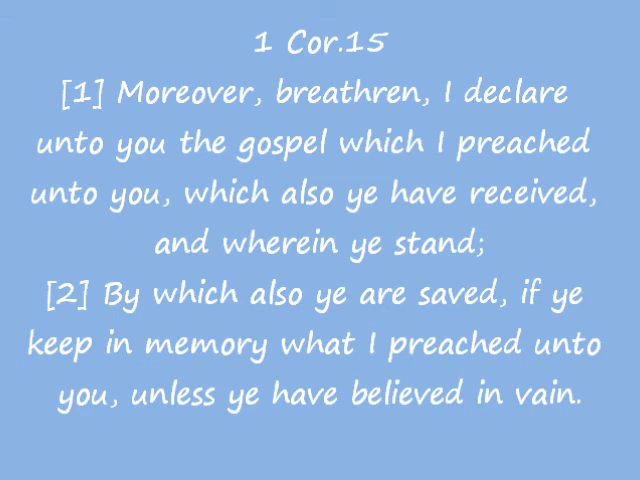 1 Cor.15
[1] Moreover, breathren, I declare
unto you the gospel which I preached
unto you, which also ye have received,
and wherein ye stand;
[2] By which also ye are saved, if ye
keep in memory what I preached unto
you, unless ye have believed in vain.